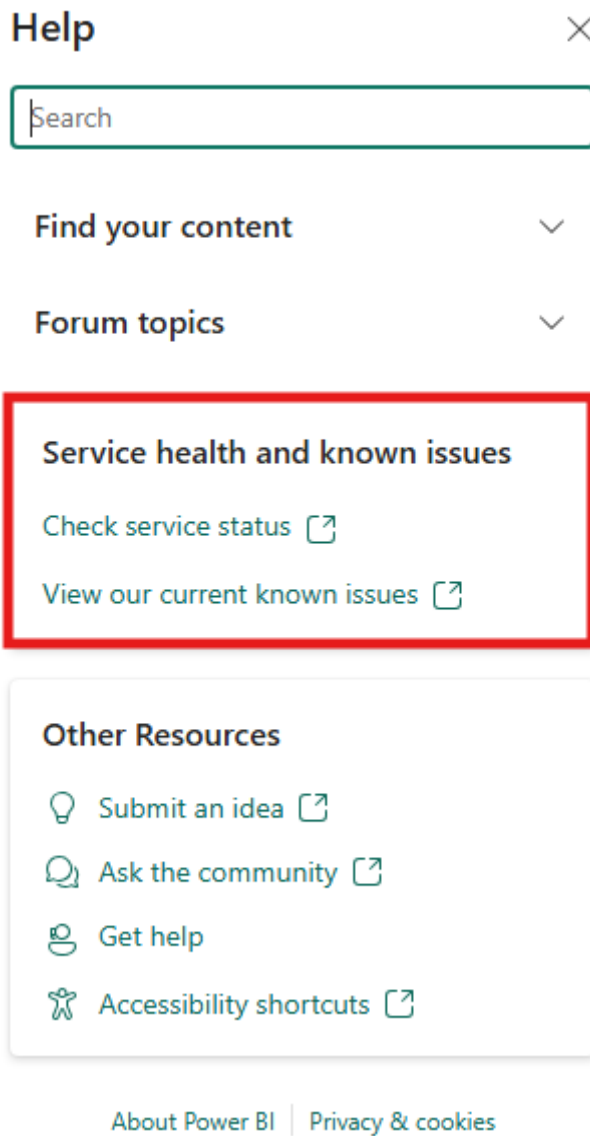 Help
Search
Find your content
Forum topics
Service health and known issues
Check service status
View our current known issues
Other Resources
Submit an idea
Ask the community
Get help
Accessibility shortcuts
About Power BI | Privacy & cookies